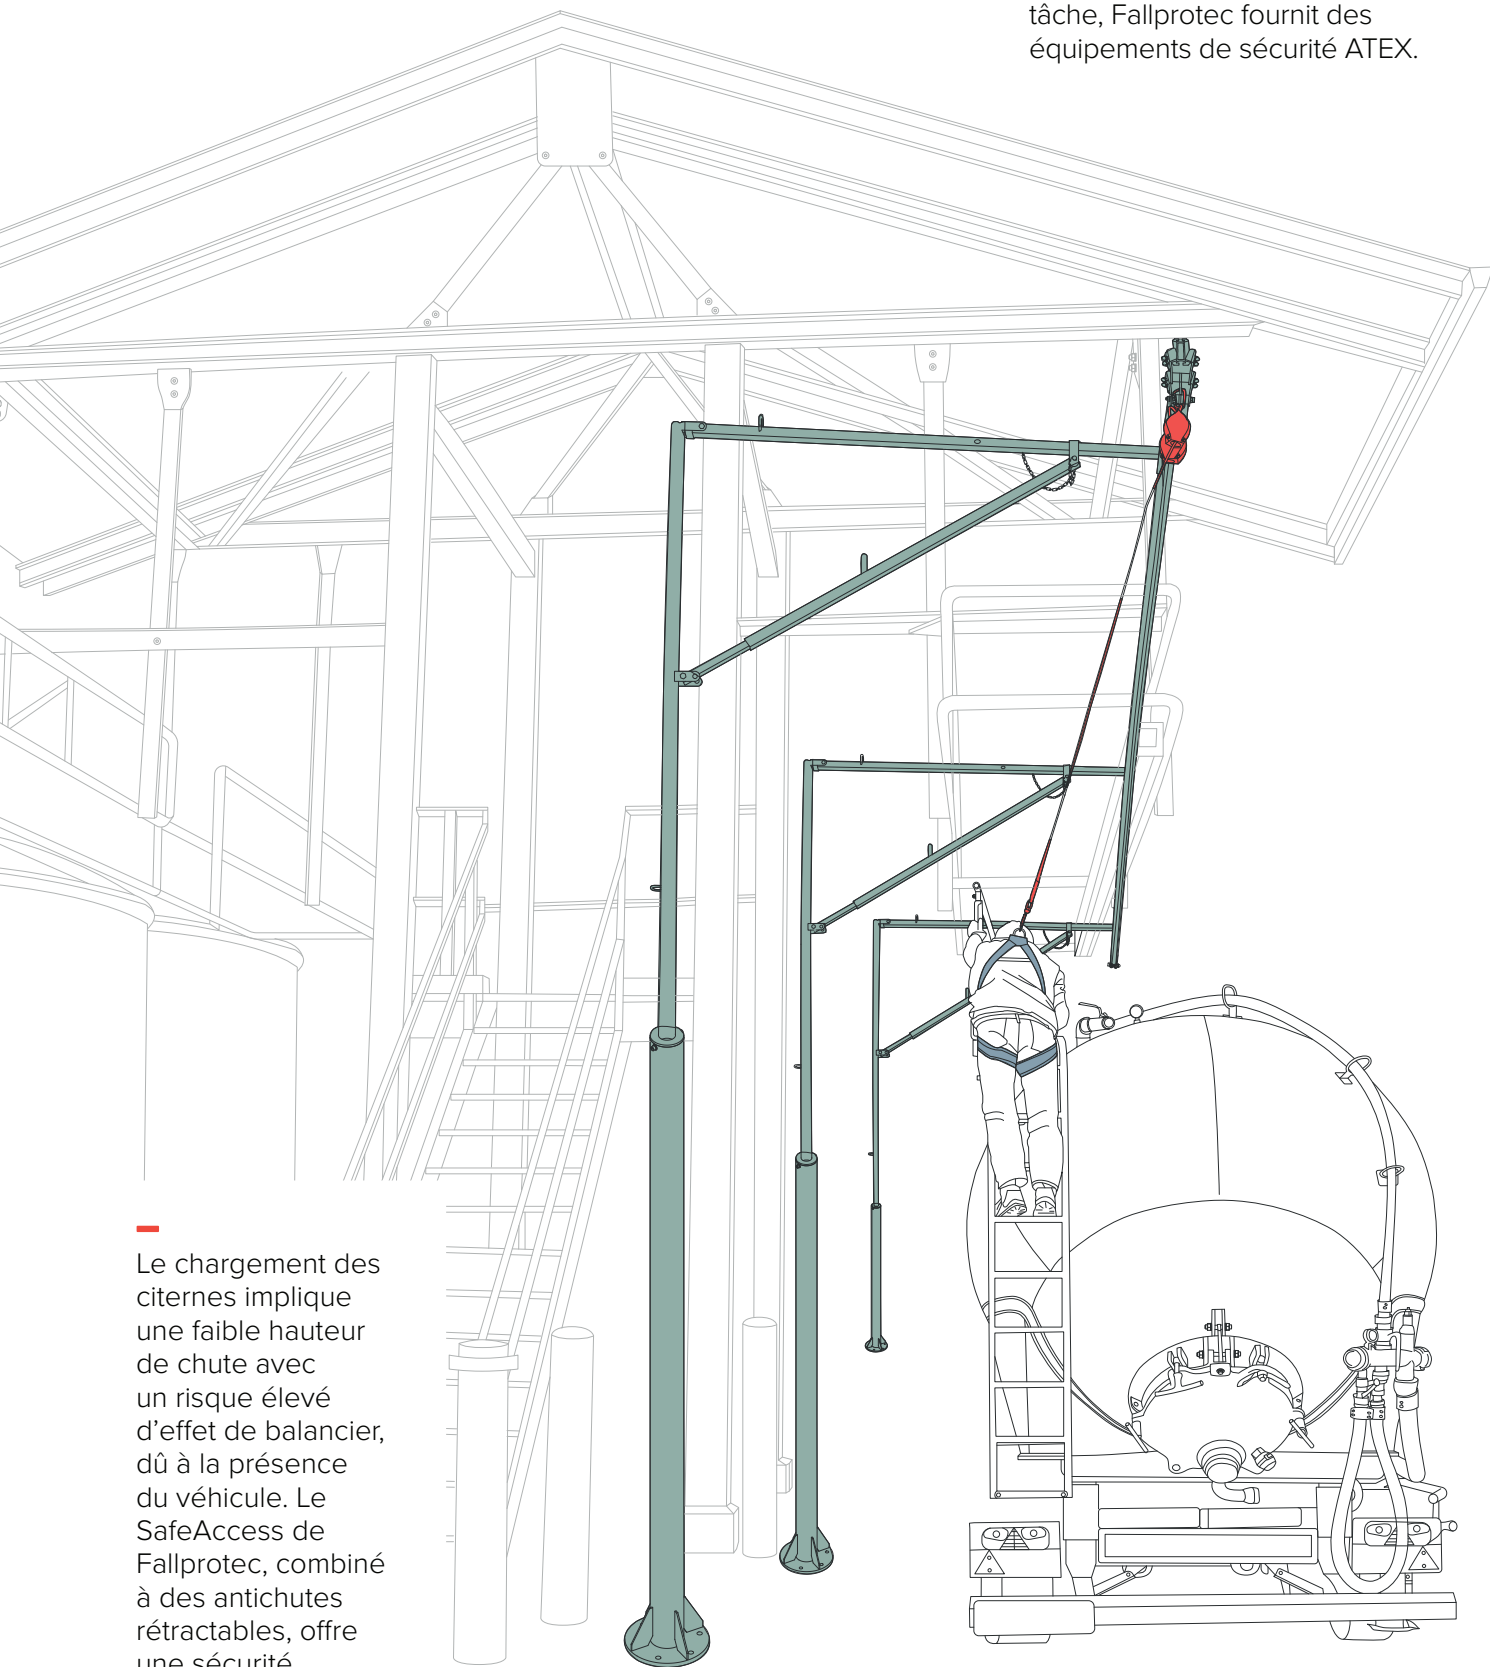 tâche, Fallprotec fournit des
équipements de sécurité ATEX.
Le chargement des
citernes implique
une faible hauteur
de chute avec
un risque élevé
d’effet de balancier,
dû à la présence
du véhicule. Le
SafeAccess de
Fallprotec, combiné
à des antichutes
rétractables, offre
une sécurité